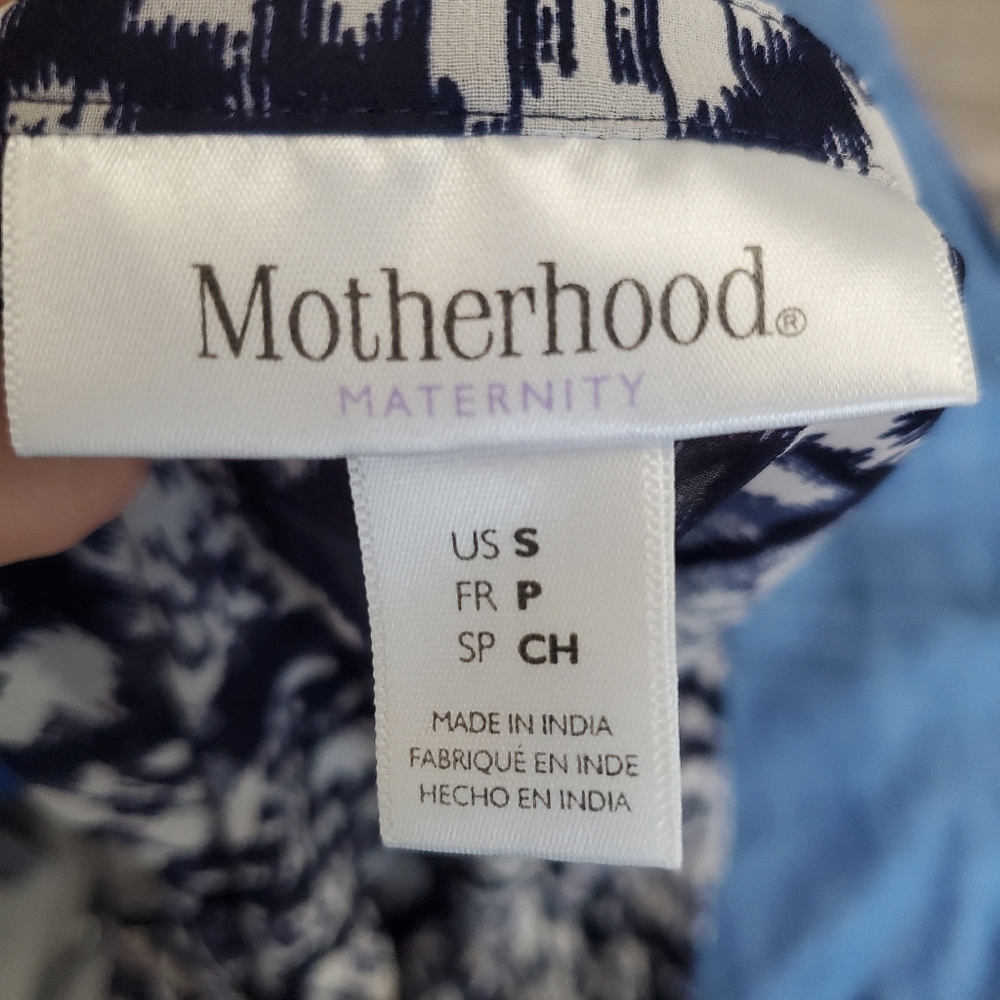 Motherhood®
MATERNITY
US S
FR P
SP CH
MADE IN INDIA
FABRIQUÉ EN INDE
HECHO EN INDIA